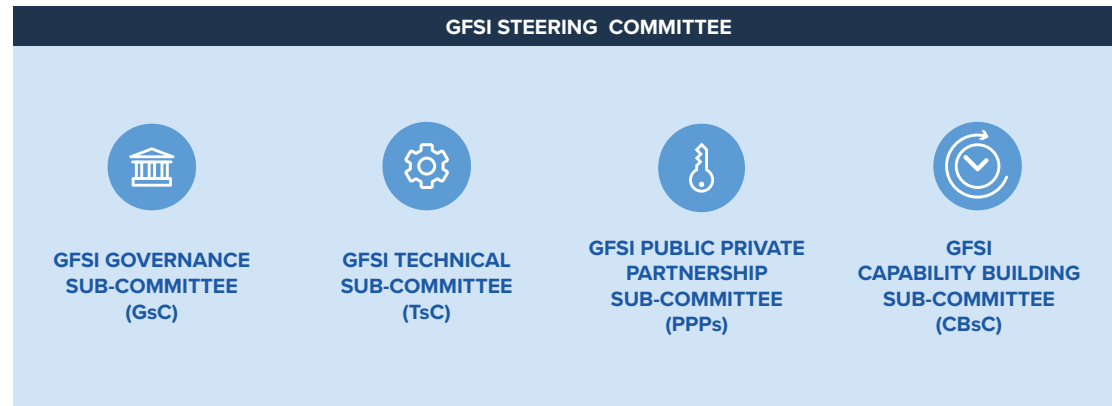 GFSI STEERING COMMITTEE
GFSI GOVERNANCE
SUB-COMMITTEE
(GsC)
GFSI TECHNICAL
SUB-COMMITTEE
(TsC)
GFSI PUBLIC PRIVATE
PARTNERSHIP
SUB-COMMITTEE
(PPPs)
GFSI
CAPABILITY BUILDING
SUB-COMMITTEE
(CBsC)